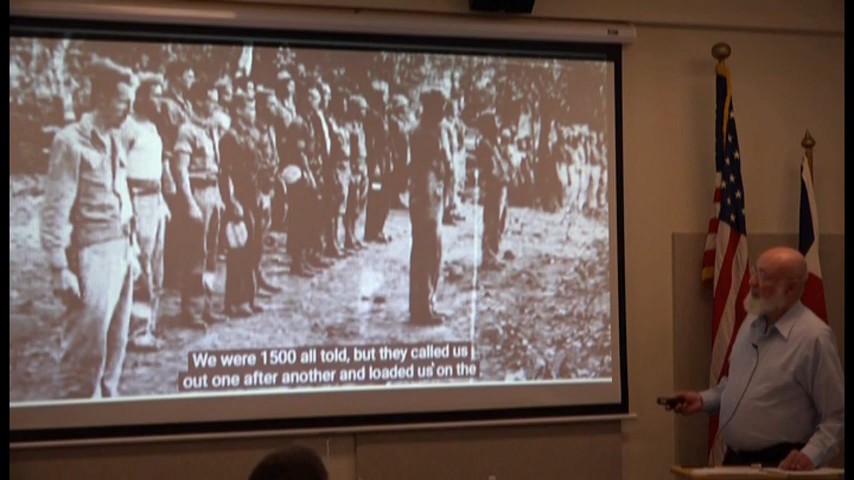 We were 1500 all told, but they called us
out one after another and loaded us on the